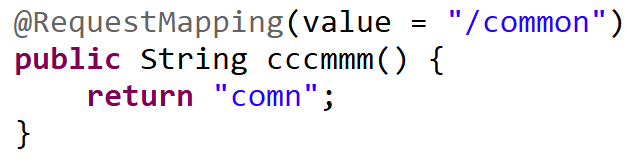 @RequestMapping(value = "/common")
public String cccmmm() {
    return "comn";
}